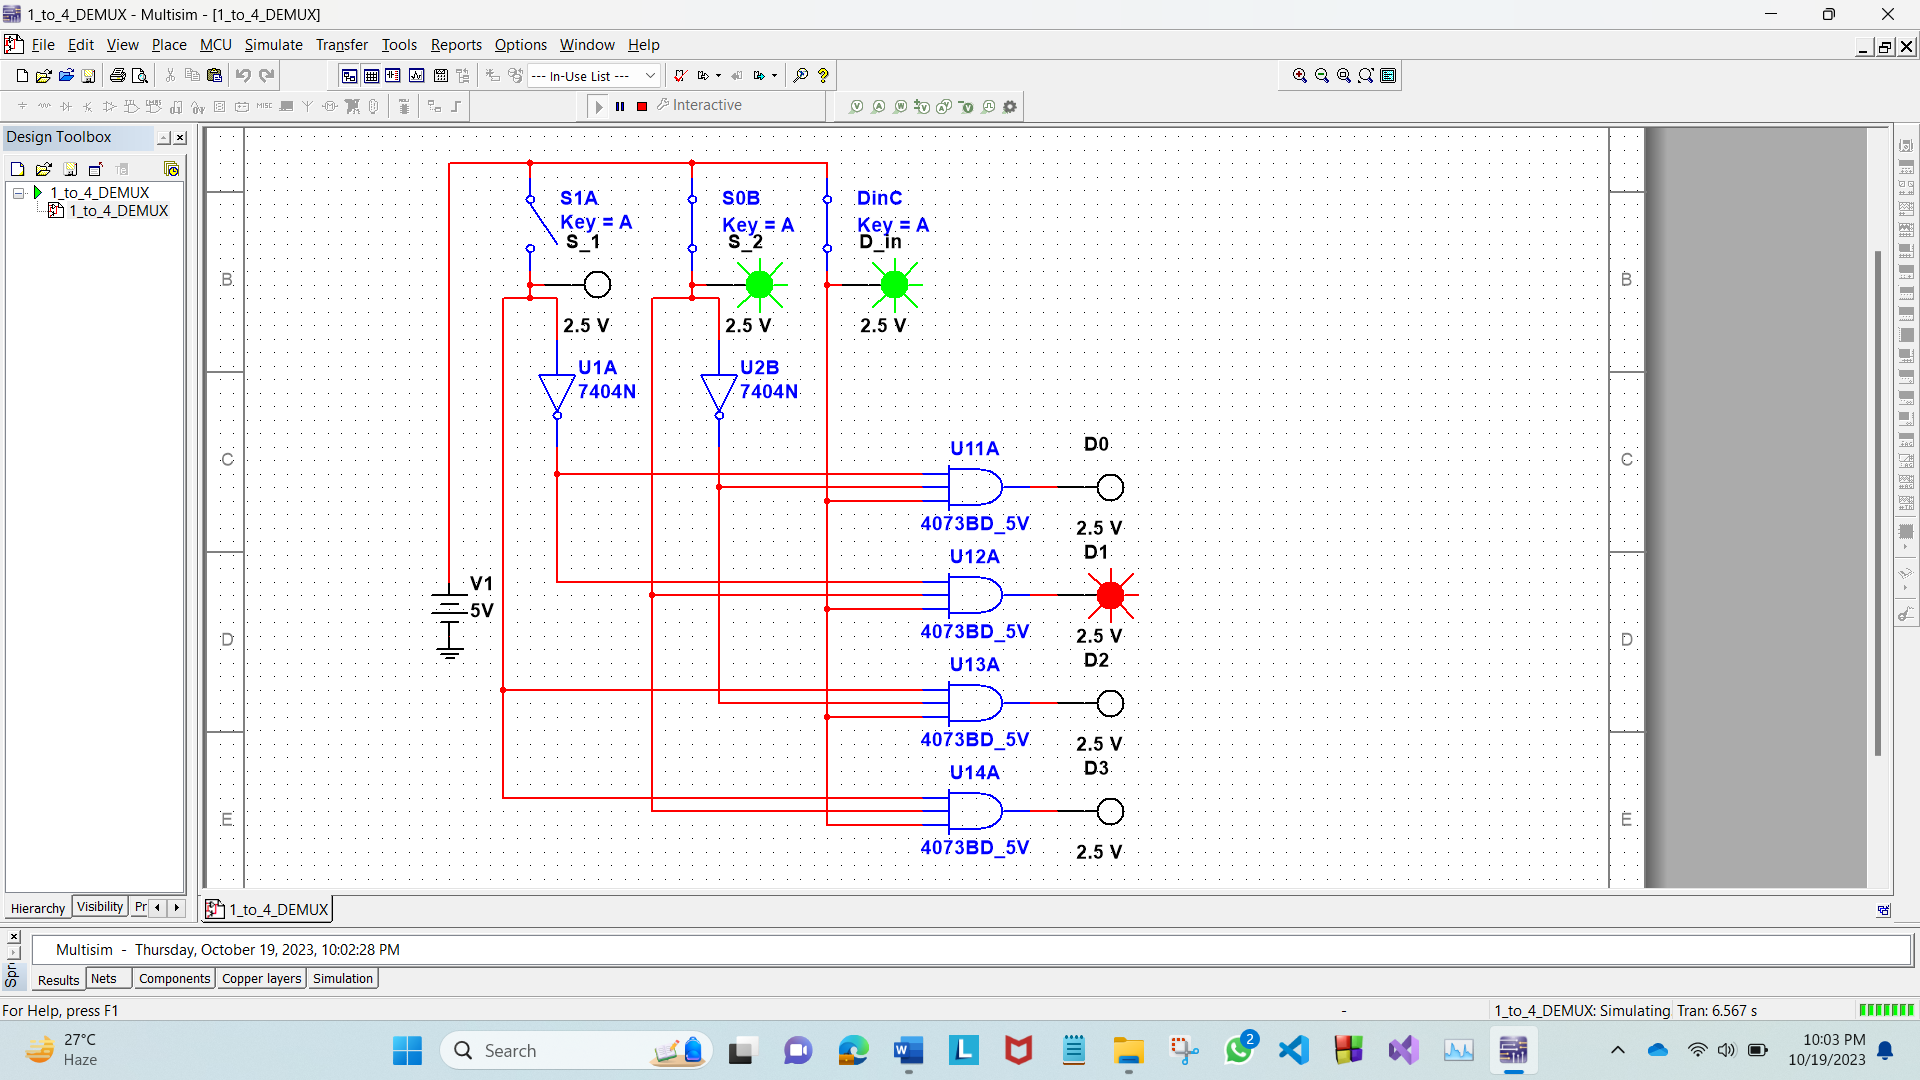 1_to_4_DEMUX - Multisim - [1_to_4_DEMUX]
File Edit View Place MCU Simulate Transfer Tools Reports Options Window Help
--- In-Use List ---
MISC
Interactive
Design Toolbox
1_to_4_DEMUX
1_to_4_DEMUX
Hierarchy Visibility Pr
B
C
D
E
B
C
D
E
S1A
Key = A
S_1
2.5 V
S0B
Key = A
S_2
2.5 V
DinC
Key = A
D_in
2.5 V
U1A
7404N
U2B
7404N
V1
5V
U11A
4073BD_5V
D0
2.5 V
U12A
4073BD_5V
D1
2.5 V
U13A
4073BD_5V
D2
2.5 V
U14A
4073BD_5V
D3
2.5 V
1_to_4_DEMUX
Multisim - Thursday, October 19, 2023, 10:02:28 PM
Spr
Results Nets Components Copper layers Simulation
For Help, press F1
-
1_to_4_DEMUX: Simulating Tran: 6.567 s
27°C
Haze
Search
2
10:03 PM
10/19/2023